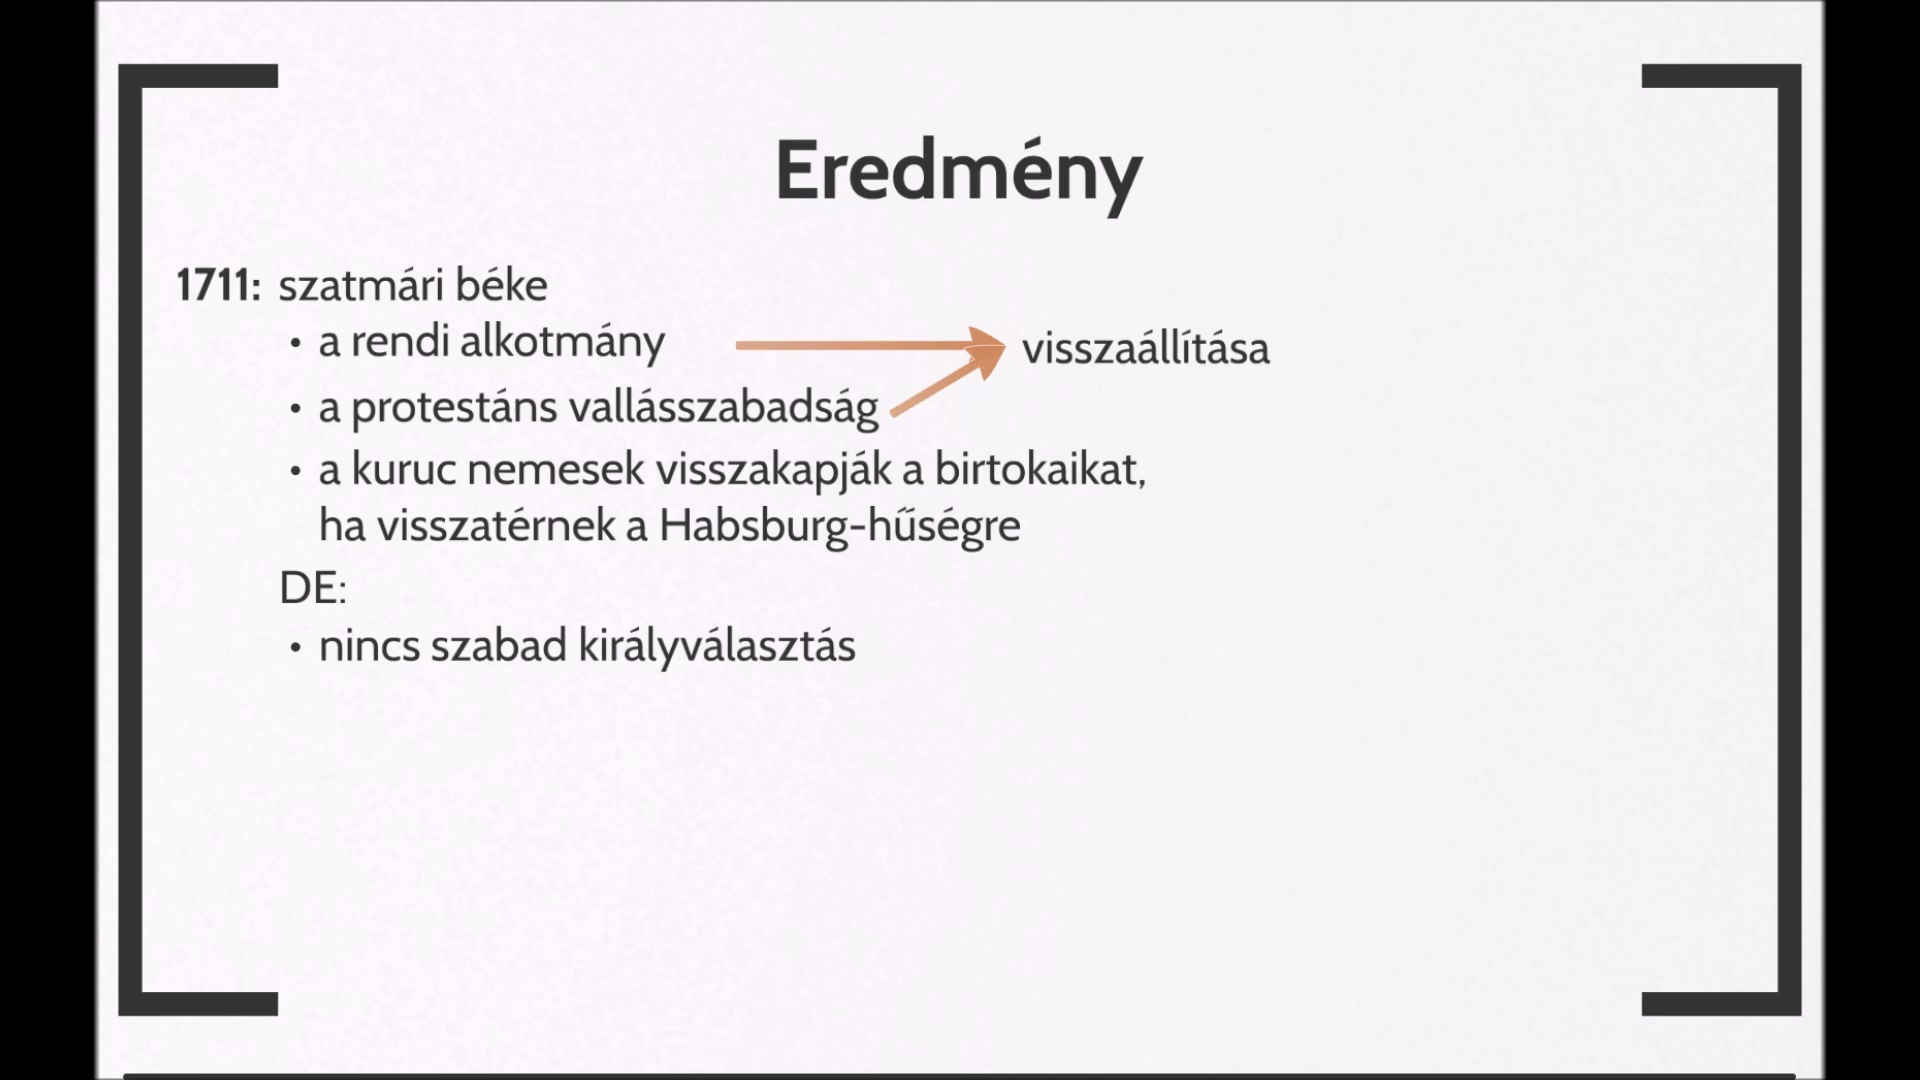 Eredmény
1711: szatmári béke
• a rendi alkotmány visszaállítása
• a protestáns vallásszabadság
• a kuruc nemesek visszakapják a birtokaikat,
ha visszatérnek a Habsburg-hűségre
DE:
• nincs szabad királyválasztás